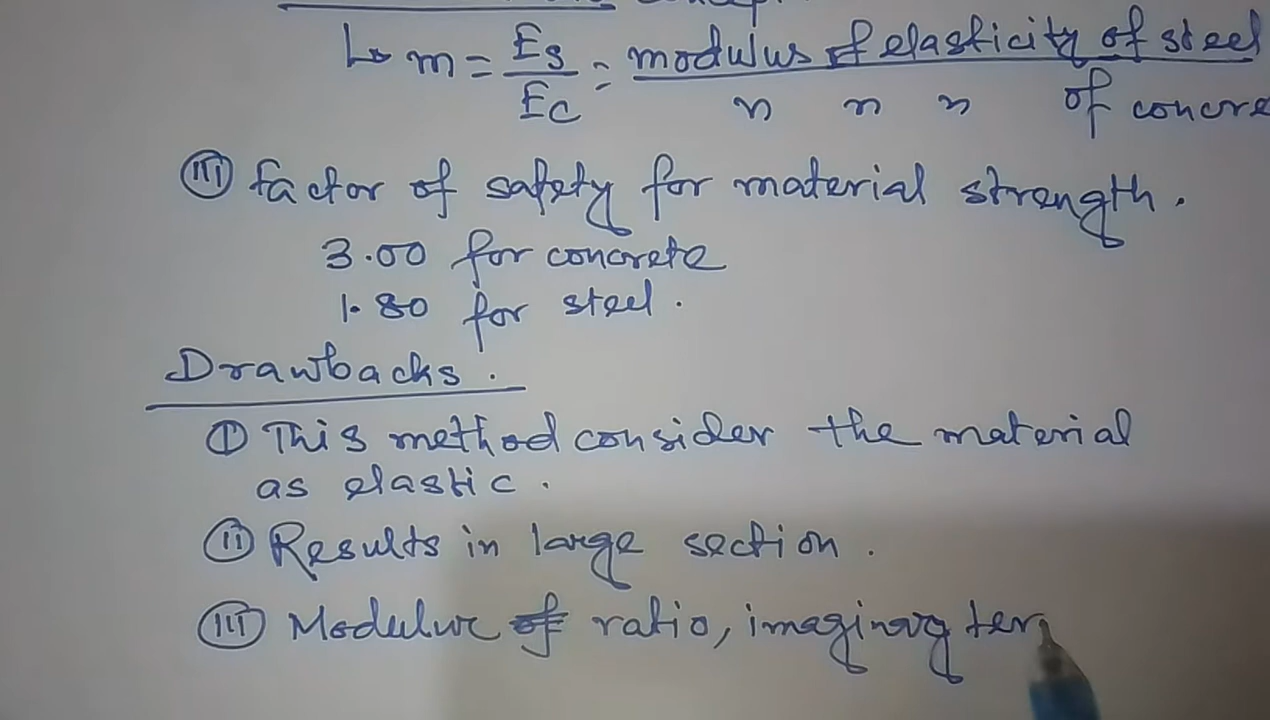 m = Es/Ec = modulus of elasticity of steel
" " " of concre
(iii) factor of safety for material strength.
3.00 for concrete
1.80 for steel.
Drawbacks.
(i) This method consider the material
as elastic.
(ii) Results in large section.
(iii) Modulur of ratio, imaginary ter